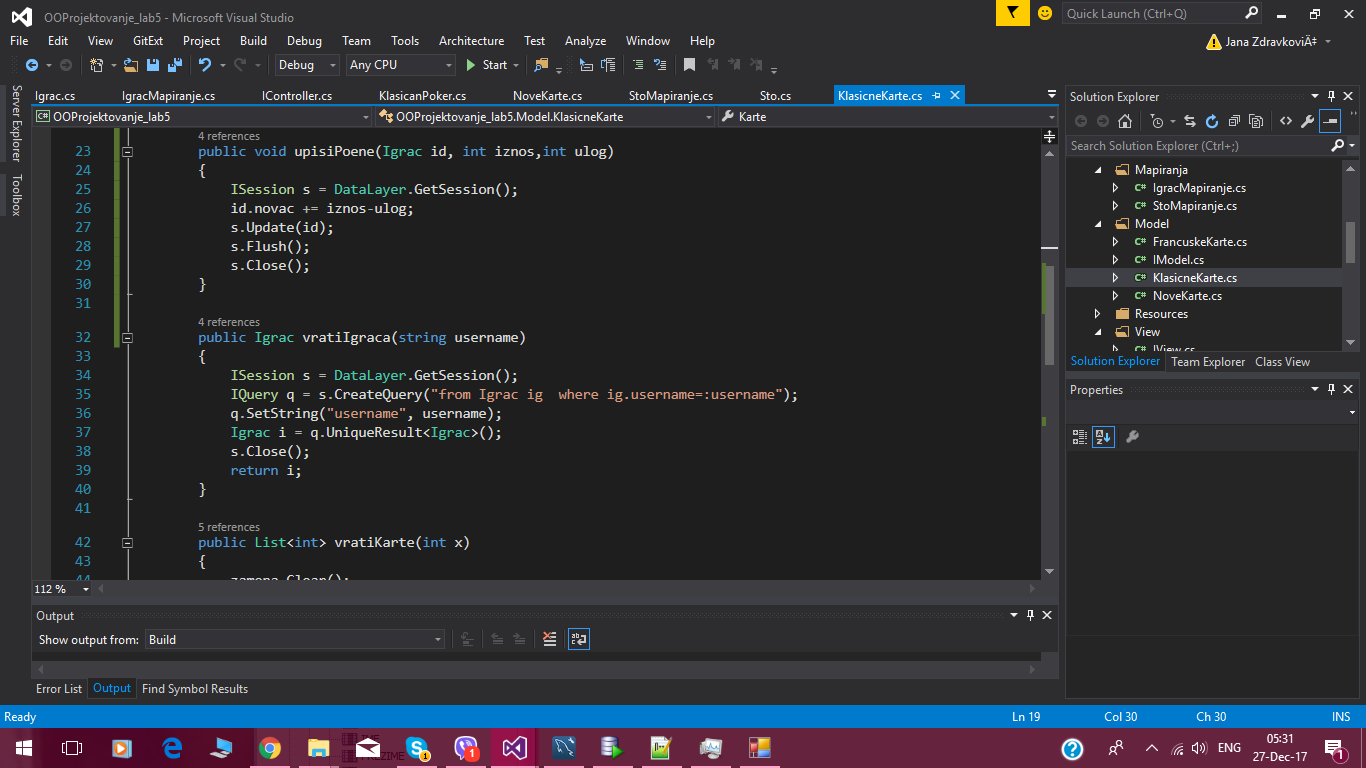 OOProjektovanje_lab5 - Microsoft Visual Studio
Quick Launch (Ctrl+Q)
File Edit View GitExt Project Build Debug Team Tools Architecture Test Analyze Window Help
Jana ZdravkoviÄ‡
Debug Any CPU Start
Server Explorer
Toolbox
Igrac.cs IgracMapiranje.cs IController.cs KlasicanPoker.cs NoveKarte.cs StoMapiranje.cs Sto.cs KlasicneKarte.cs
OOProjektovanje_lab5 OOProjektovanje_lab5.Model.KlasicneKarte Karte
4 references
23 public void upisiPoene(Igrac id, int iznos,int ulog)
24 {
25 ISession s = DataLayer.GetSession();
26 id.novac += iznos-ulog;
27 s.Update(id);
28 s.Flush();
29 s.Close();
30 }
31
4 references
32 public Igrac vratiIgraca(string username)
33 {
34 ISession s = DataLayer.GetSession();
35 IQuery q = s.CreateQuery("from Igrac ig  where ig.username=:username");
36 q.SetString("username", username);
37 Igrac i = q.UniqueResult<Igrac>();
38 s.Close();
39 return i;
40 }
41
5 references
42 public List<int> vratiKarte(int x)
43 {
44 zamena.Clear();
112 %
Output
Show output from: Build
Error List Output Find Symbol Results
Solution Explorer
Search Solution Explorer (Ctrl+;)
Mapiranja
C# IgracMapiranje.cs
C# StoMapiranje.cs
Model
C# FrancuskeKarte.cs
C# IModel.cs
C# KlasicneKarte.cs
C# NoveKarte.cs
Resources
View
C# IView.cs
Solution Explorer Team Explorer Class View
Properties
Ready Ln 19 Col 30 Ch 30 INS
ENG
05:31
27-Dec-17
1
1
1